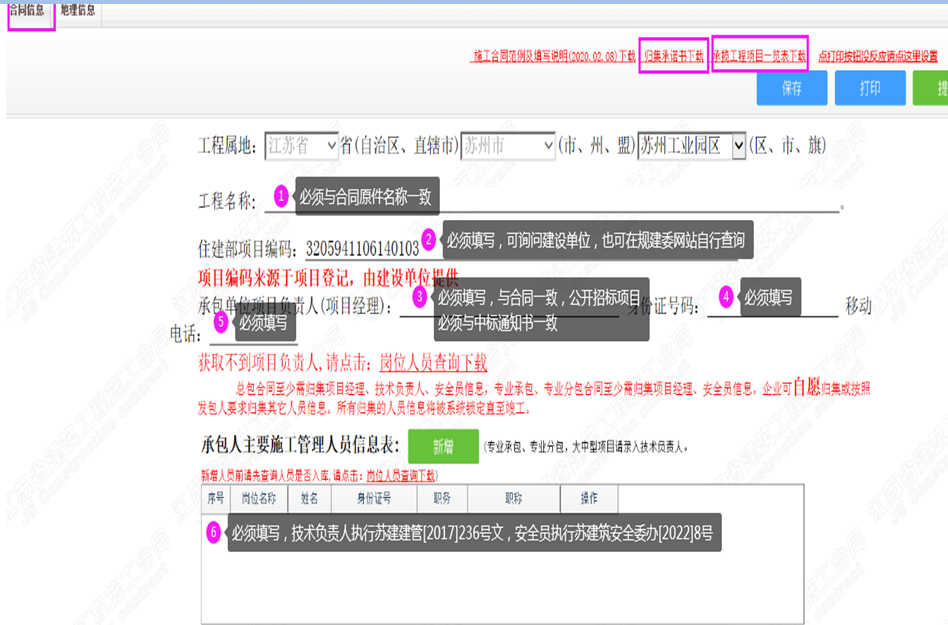 合同信息 地理信息
施工合同范例及填写说明(2020.02.08)下载 归集承诺书下载 承揽工程项目一览表下载 点打印按钮没反应请点这里设置
保存 打印 提
工程属地: 江苏省 省(自治区、直辖市) 苏州市 (市、州、盟) 苏州工业园区 (区、市、旗)
工程名称: 1 必须与合同原件名称一致 。
住建部项目编码: 3205941106140103 2 必须填写，可询问建设单位，也可在规建委网站自行查询
项目编码来源于项目登记，由建设单位提供
承包单位项目负责人(项目经理): 3 必须填写，与合同一致，公开招标项目 身份证号码: 4 必须填写 移动
必须与中标通知书一致
电话: 5 必须填写
获取不到项目负责人,请点击: 岗位人员查询下载
总包合同至少需归集项目经理、技术负责人、安全员信息，专业承包、专业分包合同至少需归集项目经理、安全员信息。企业可自愿归集或按照
发包人要求归集其它人员信息。所有归集的人员信息将被系统锁定直至竣工。
承包人主要施工管理人员信息表: 新增 (专业承包、专业分包，大中型项目请录入技术负责人。
新增人员前请先查询人员是否入库,请点击: 岗位人员查询下载)
序号 岗位名称 姓名 身份证号 职务 职称 操作
6 必须填写，技术负责人执行苏建建管[2017]236号文，安全员执行苏建筑安全委办[2022]8号